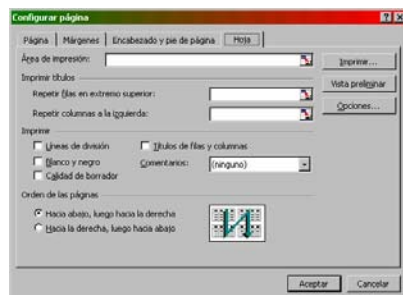 Configurar página
Página Márgenes Encabezado y pie de página Hoja
Área de impresión:
Imprimir...
Imprimir títulos
Vista preliminar
Repetir filas en extremo superior:
Opciones...
Repetir columnas a la izquierda:
Imprimir
Líneas de división Títulos de filas y columnas
Blanco y negro Comentarios: (ninguno)
Calidad de borrador
Orden de las páginas
Hacia abajo, luego hacia la derecha
Hacia la derecha, luego hacia abajo
Aceptar Cancelar